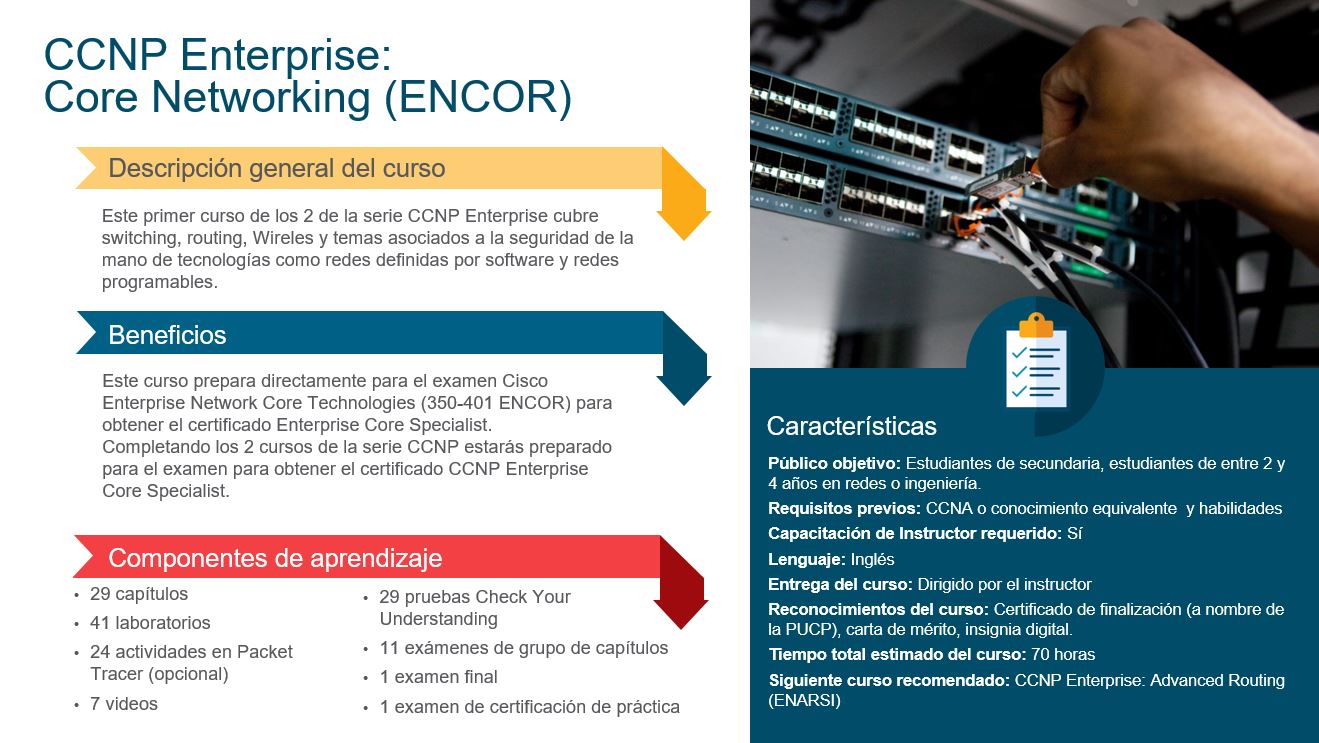 CCNP Enterprise:
Core Networking (ENCOR)
Descripción general del curso
Este primer curso de los 2 de la serie CCNP Enterprise cubre
switching, routing, Wireles y temas asociados a la seguridad de la
mano de tecnologías como redes definidas por software y redes
programables.
Beneficios
Este curso prepara directamente para el examen Cisco
Enterprise Network Core Technologies (350-401 ENCOR) para
obtener el certificado Enterprise Core Specialist.
Completando los 2 cursos de la serie CCNP estarás preparado
para el examen para obtener el certificado CCNP Enterprise
Core Specialist.
Componentes de aprendizaje
• 29 capítulos
• 41 laboratorios
• 24 actividades en Packet
Tracer (opcional)
• 7 videos
• 29 pruebas Check Your
Understanding
• 11 exámenes de grupo de capítulos
• 1 examen final
• 1 examen de certificación de práctica
Características
Público objetivo: Estudiantes de secundaria, estudiantes de entre 2 y
4 años en redes o ingeniería.
Requisitos previos: CCNA o conocimiento equivalente y habilidades
Capacitación de Instructor requerido: Sí
Lenguaje: Inglés
Entrega del curso: Dirigido por el instructor
Reconocimientos del curso: Certificado de finalización (a nombre de
la PUCP), carta de mérito, insignia digital.
Tiempo total estimado del curso: 70 horas
Siguiente curso recomendado: CCNP Enterprise: Advanced Routing
(ENARSI)